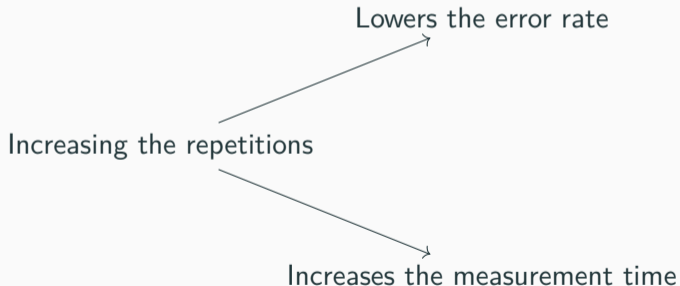 Lowers the error rate
Increasing the repetitions
Increases the measurement time